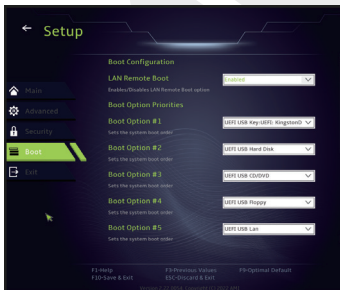 Setup
Boot Configuration
LAN Remote Boot
Enabled
Enables/Disables LAN Remote Boot option
Boot Option Priorities
Boot Option #1
UEFI USB Key:UEFI: KingstonD
Sets the system boot order
Boot Option #2
UEFI USB Hard Disk
Sets the system boot order
Boot Option #3
UEFI USB CD/DVD
Sets the system boot order
Boot Option #4
UEFI USB Floppy
Sets the system boot order
Boot Option #5
UEFI USB Lan
Sets the system boot order
Main
Advanced
Security
Boot
Exit
F1-Help
F3-Previous Values
F9-Optimal Default
F10-Save & Exit
ESC-Discard & Exit